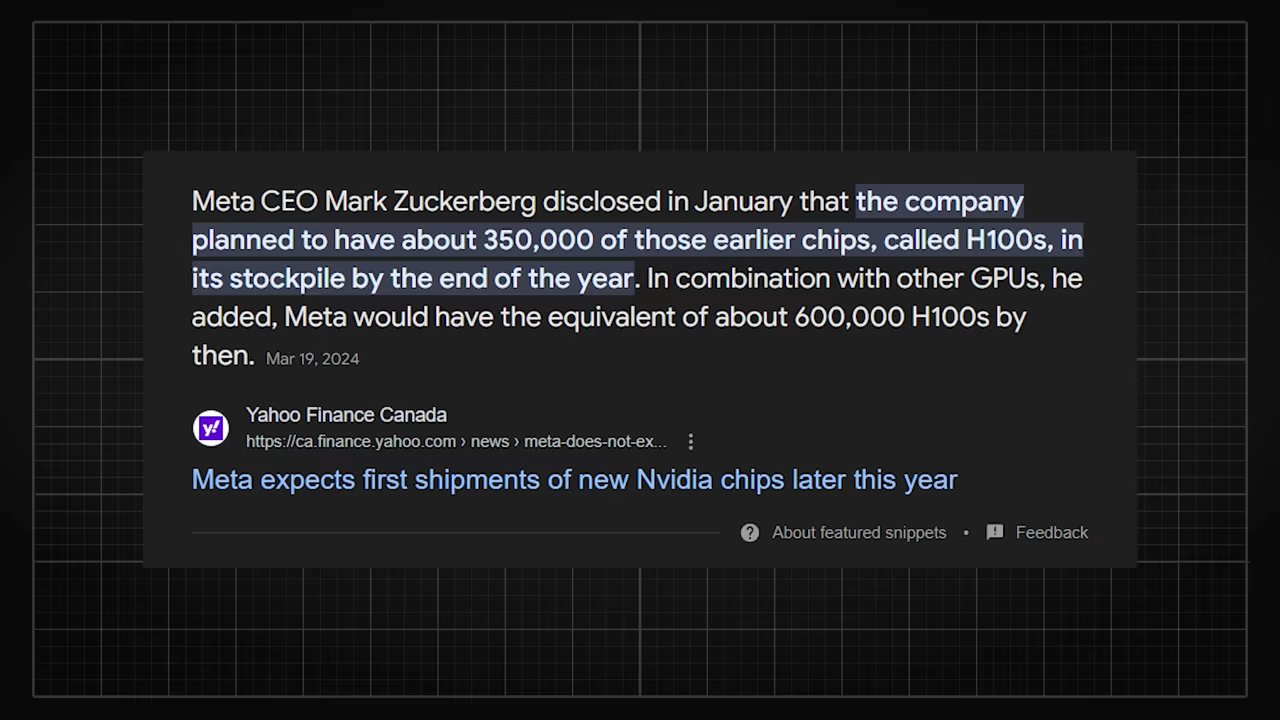 Meta CEO Mark Zuckerberg disclosed in January that the company
planned to have about 350,000 of those earlier chips, called H100s, in
its stockpile by the end of the year. In combination with other GPUs, he
added, Meta would have the equivalent of about 600,000 H100s by
then. Mar 19, 2024
y!
Yahoo Finance Canada
https://ca.finance.yahoo.com › news › meta-does-not-ex...
Meta expects first shipments of new Nvidia chips later this year
About featured snippets • Feedback